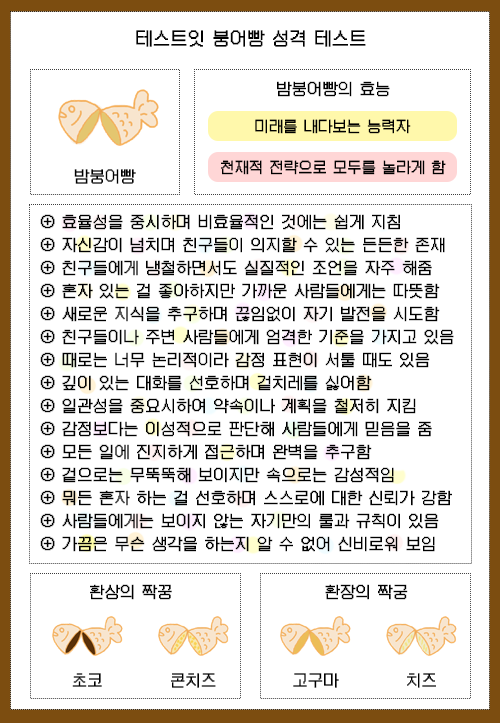 테스트잇 붕어빵 성격 테스트
밤붕어빵
밤붕어빵의 효능
미래를 내다보는 능력자
천재적 전략으로 모두를 놀라게 함
⊕ 효율성을 중시하며 비효율적인 것에는 쉽게 지침
⊕ 자신감이 넘치며 친구들이 의지할 수 있는 든든한 존재
⊕ 친구들에게 냉철하면서도 실질적인 조언을 자주 해줌
⊕ 혼자 있는 걸 좋아하지만 가까운 사람들에게는 따뜻함
⊕ 새로운 지식을 추구하며 끊임없이 자기 발전을 시도함
⊕ 친구들이나 주변 사람들에게 엄격한 기준을 가지고 있음
⊕ 때로는 너무 논리적이라 감정 표현이 서툴 때도 있음
⊕ 깊이 있는 대화를 선호하며 겉치레를 싫어함
⊕ 일관성을 중요시하여 약속이나 계획을 철저히 지킴
⊕ 감정보다는 이성적으로 판단해 사람들에게 믿음을 줌
⊕ 모든 일에 진지하게 접근하며 완벽을 추구함
⊕ 겉으로는 무뚝뚝해 보이지만 속으로는 감성적임
⊕ 뭐든 혼자 하는 걸 선호하며 스스로에 대한 신뢰가 강함
⊕ 사람들에게는 보이지 않는 자기만의 룰과 규칙이 있음
⊕ 가끔은 무슨 생각을 하는지 알 수 없어 신비로워 보임
환상의 짝꿍
초코
콘치즈
환장의 짝궁
고구마
치즈